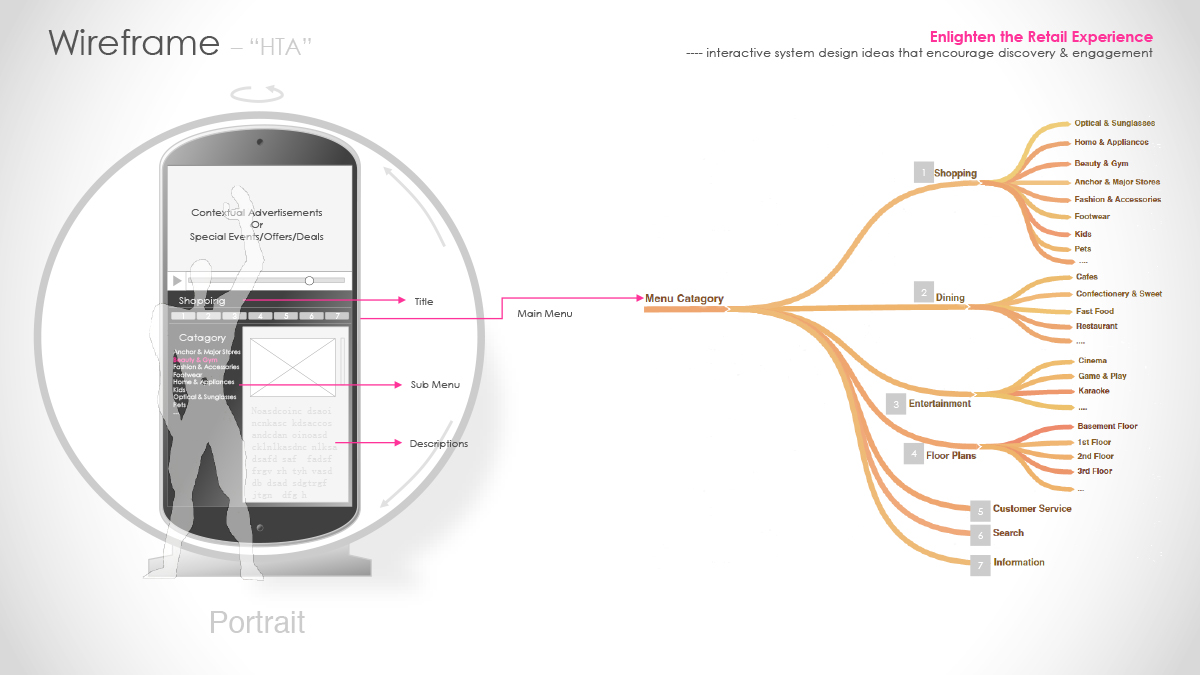 Wireframe – “HTA”
Enlighten the Retail Experience
---- interactive system design ideas that encourage discovery & engagement
Contextual Advertisements
Or
Special Events/Offers/Deals
Shopping
1 2 3 4 5 6 7
Catagory
Anchor & Major Stores
Beauty & Gym
Fashion & Accessories
Footwear
Home & Appliances
Kids
Optical & Sunglasses
Pets
...
Title
Main Menu
Sub Menu
Descriptions
Portrait
Menu Catagory
1 Shopping
Optical & Sunglasses
Home & Appliances
Beauty & Gym
Anchor & Major Stores
Fashion & Accessories
Footwear
Kids
Pets
....
2 Dining
Cafes
Confectionery & Sweet
Fast Food
Restaurant
....
3 Entertainment
Cinema
Game & Play
Karaoke
....
4 Floor Plans
Basement Floor
1st Floor
2nd Floor
3rd Floor
...
5 Customer Service
6 Search
7 Information